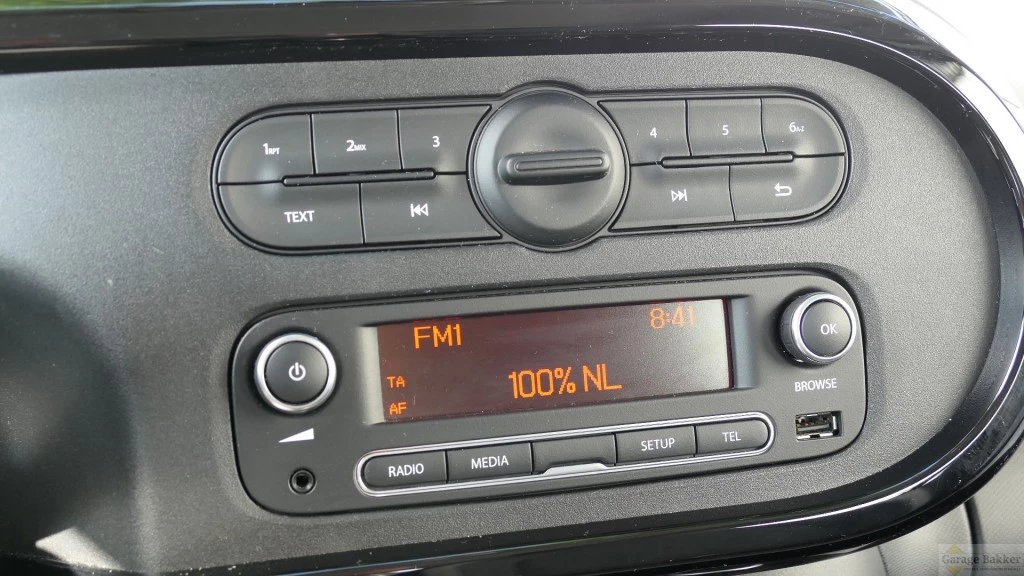 1RPT 2MIX 3 4 5 6A-Z
TEXT
FM1 8:41
TA 100% NL
AF
OK
BROWSE
RADIO MEDIA SETUP TEL
Garage Bakker